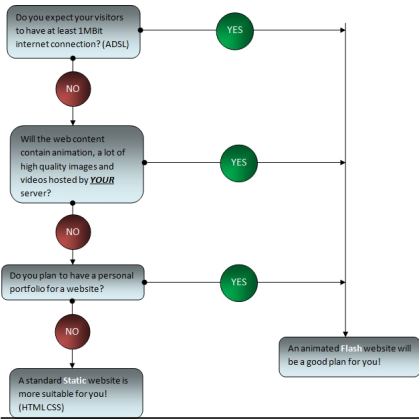 Do you expect your visitors
to have at least 1MBit
internet connection? (ADSL)
YES
NO
Will the web content
contain animation, a lot of
high quality images and
videos hosted by YOUR
server?
YES
NO
Do you plan to have a personal
portfolio for a website?
YES
NO
An animated Flash website will
be a good plan for you!
A standard Static website is
more suitable for you!
(HTML CSS)